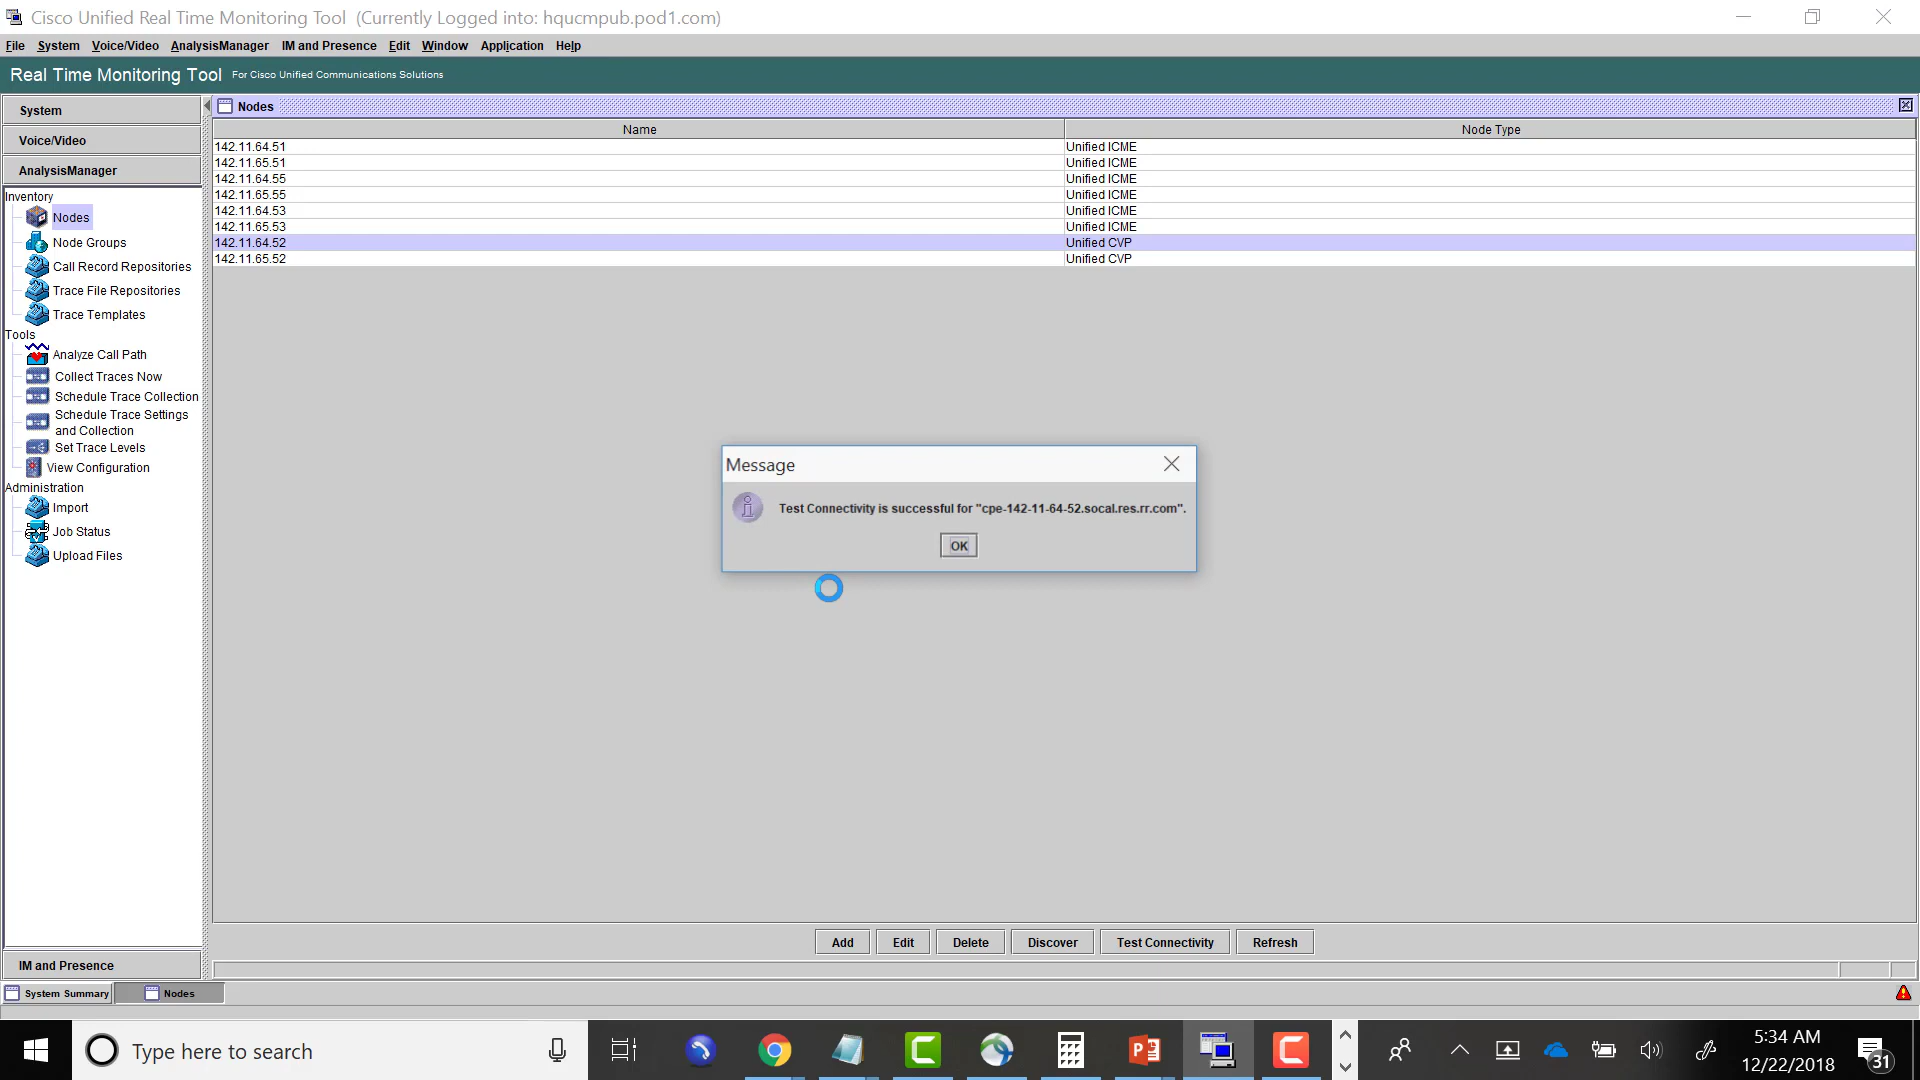 Cisco Unified Real Time Monitoring Tool (Currently Logged into: hqucmpub.pod1.com)
File System Voice/Video AnalysisManager IM and Presence Edit Window Application Help
Real Time Monitoring Tool For Cisco Unified Communications Solutions
System
Voice/Video
AnalysisManager
Inventory
Nodes
Node Groups
Call Record Repositories
Trace File Repositories
Trace Templates
Tools
Analyze Call Path
Collect Traces Now
Schedule Trace Collection
Schedule Trace Settings
and Collection
Set Trace Levels
View Configuration
Administration
Import
Job Status
Upload Files
IM and Presence
Nodes
Name Node Type
142.11.64.51 Unified ICME
142.11.65.51 Unified ICME
142.11.64.55 Unified ICME
142.11.65.55 Unified ICME
142.11.64.53 Unified ICME
142.11.65.53 Unified ICME
142.11.64.52 Unified CVP
142.11.65.52 Unified CVP
Message
Test Connectivity is successful for "cpe-142-11-64-52.socal.res.rr.com".
OK
Add Edit Delete Discover Test Connectivity Refresh
System Summary Nodes
Type here to search
5:34 AM
12/22/2018
31